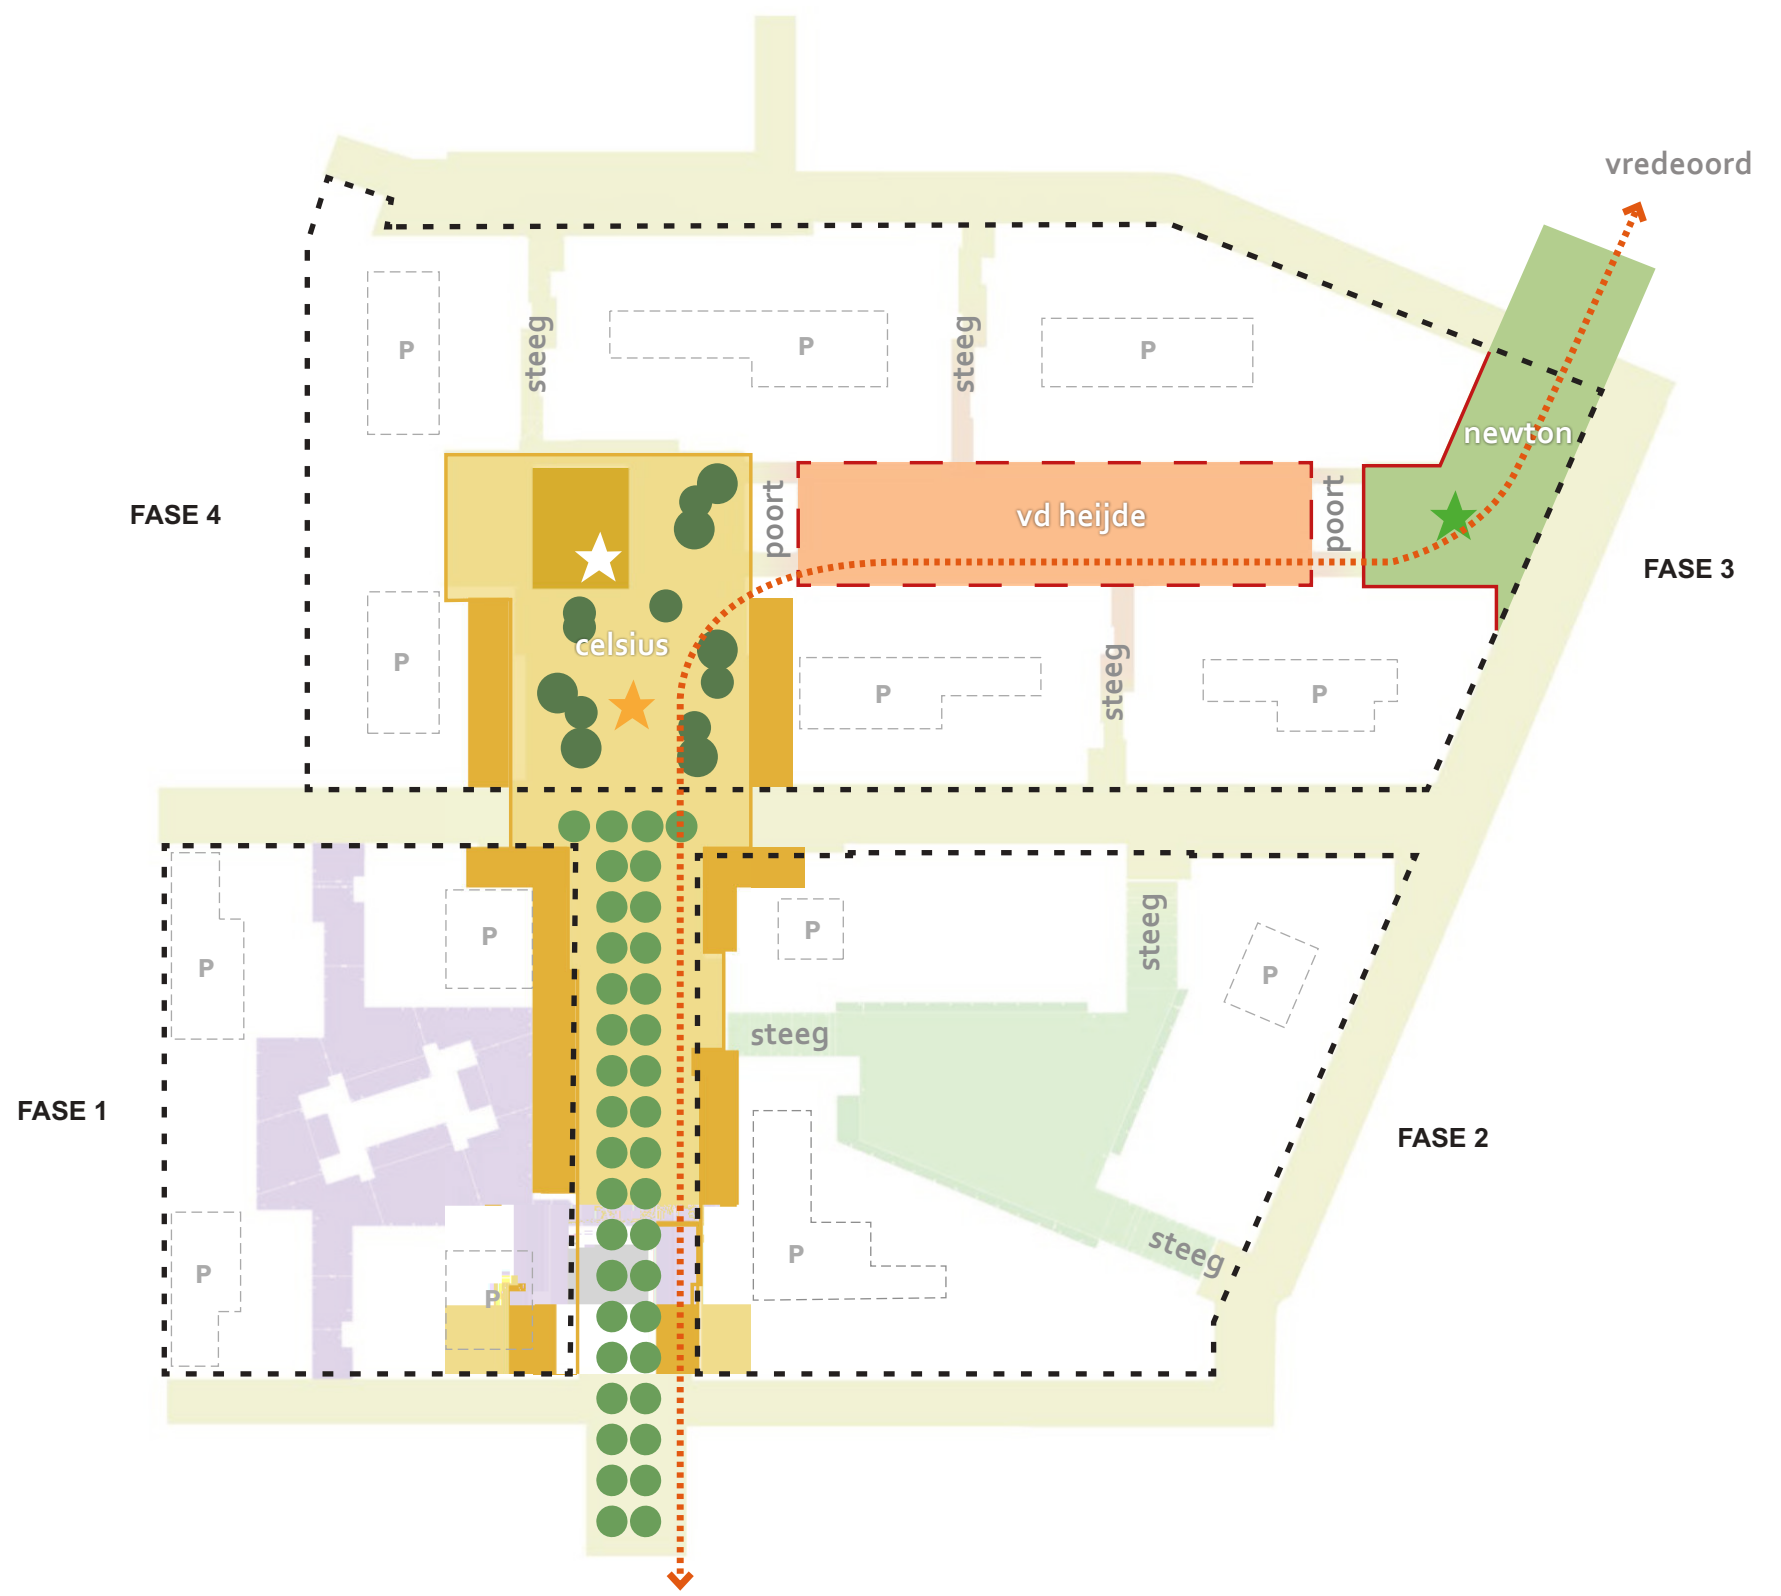 vredeoord
P
steeg
P
steeg
P
newton
FASE 4
poort
vd heijde
poort
FASE 3
celsius
P
P
steeg
P
P
P
P
steeg
P
P
steeg
FASE 1
FASE 2
P
P
P
steeg